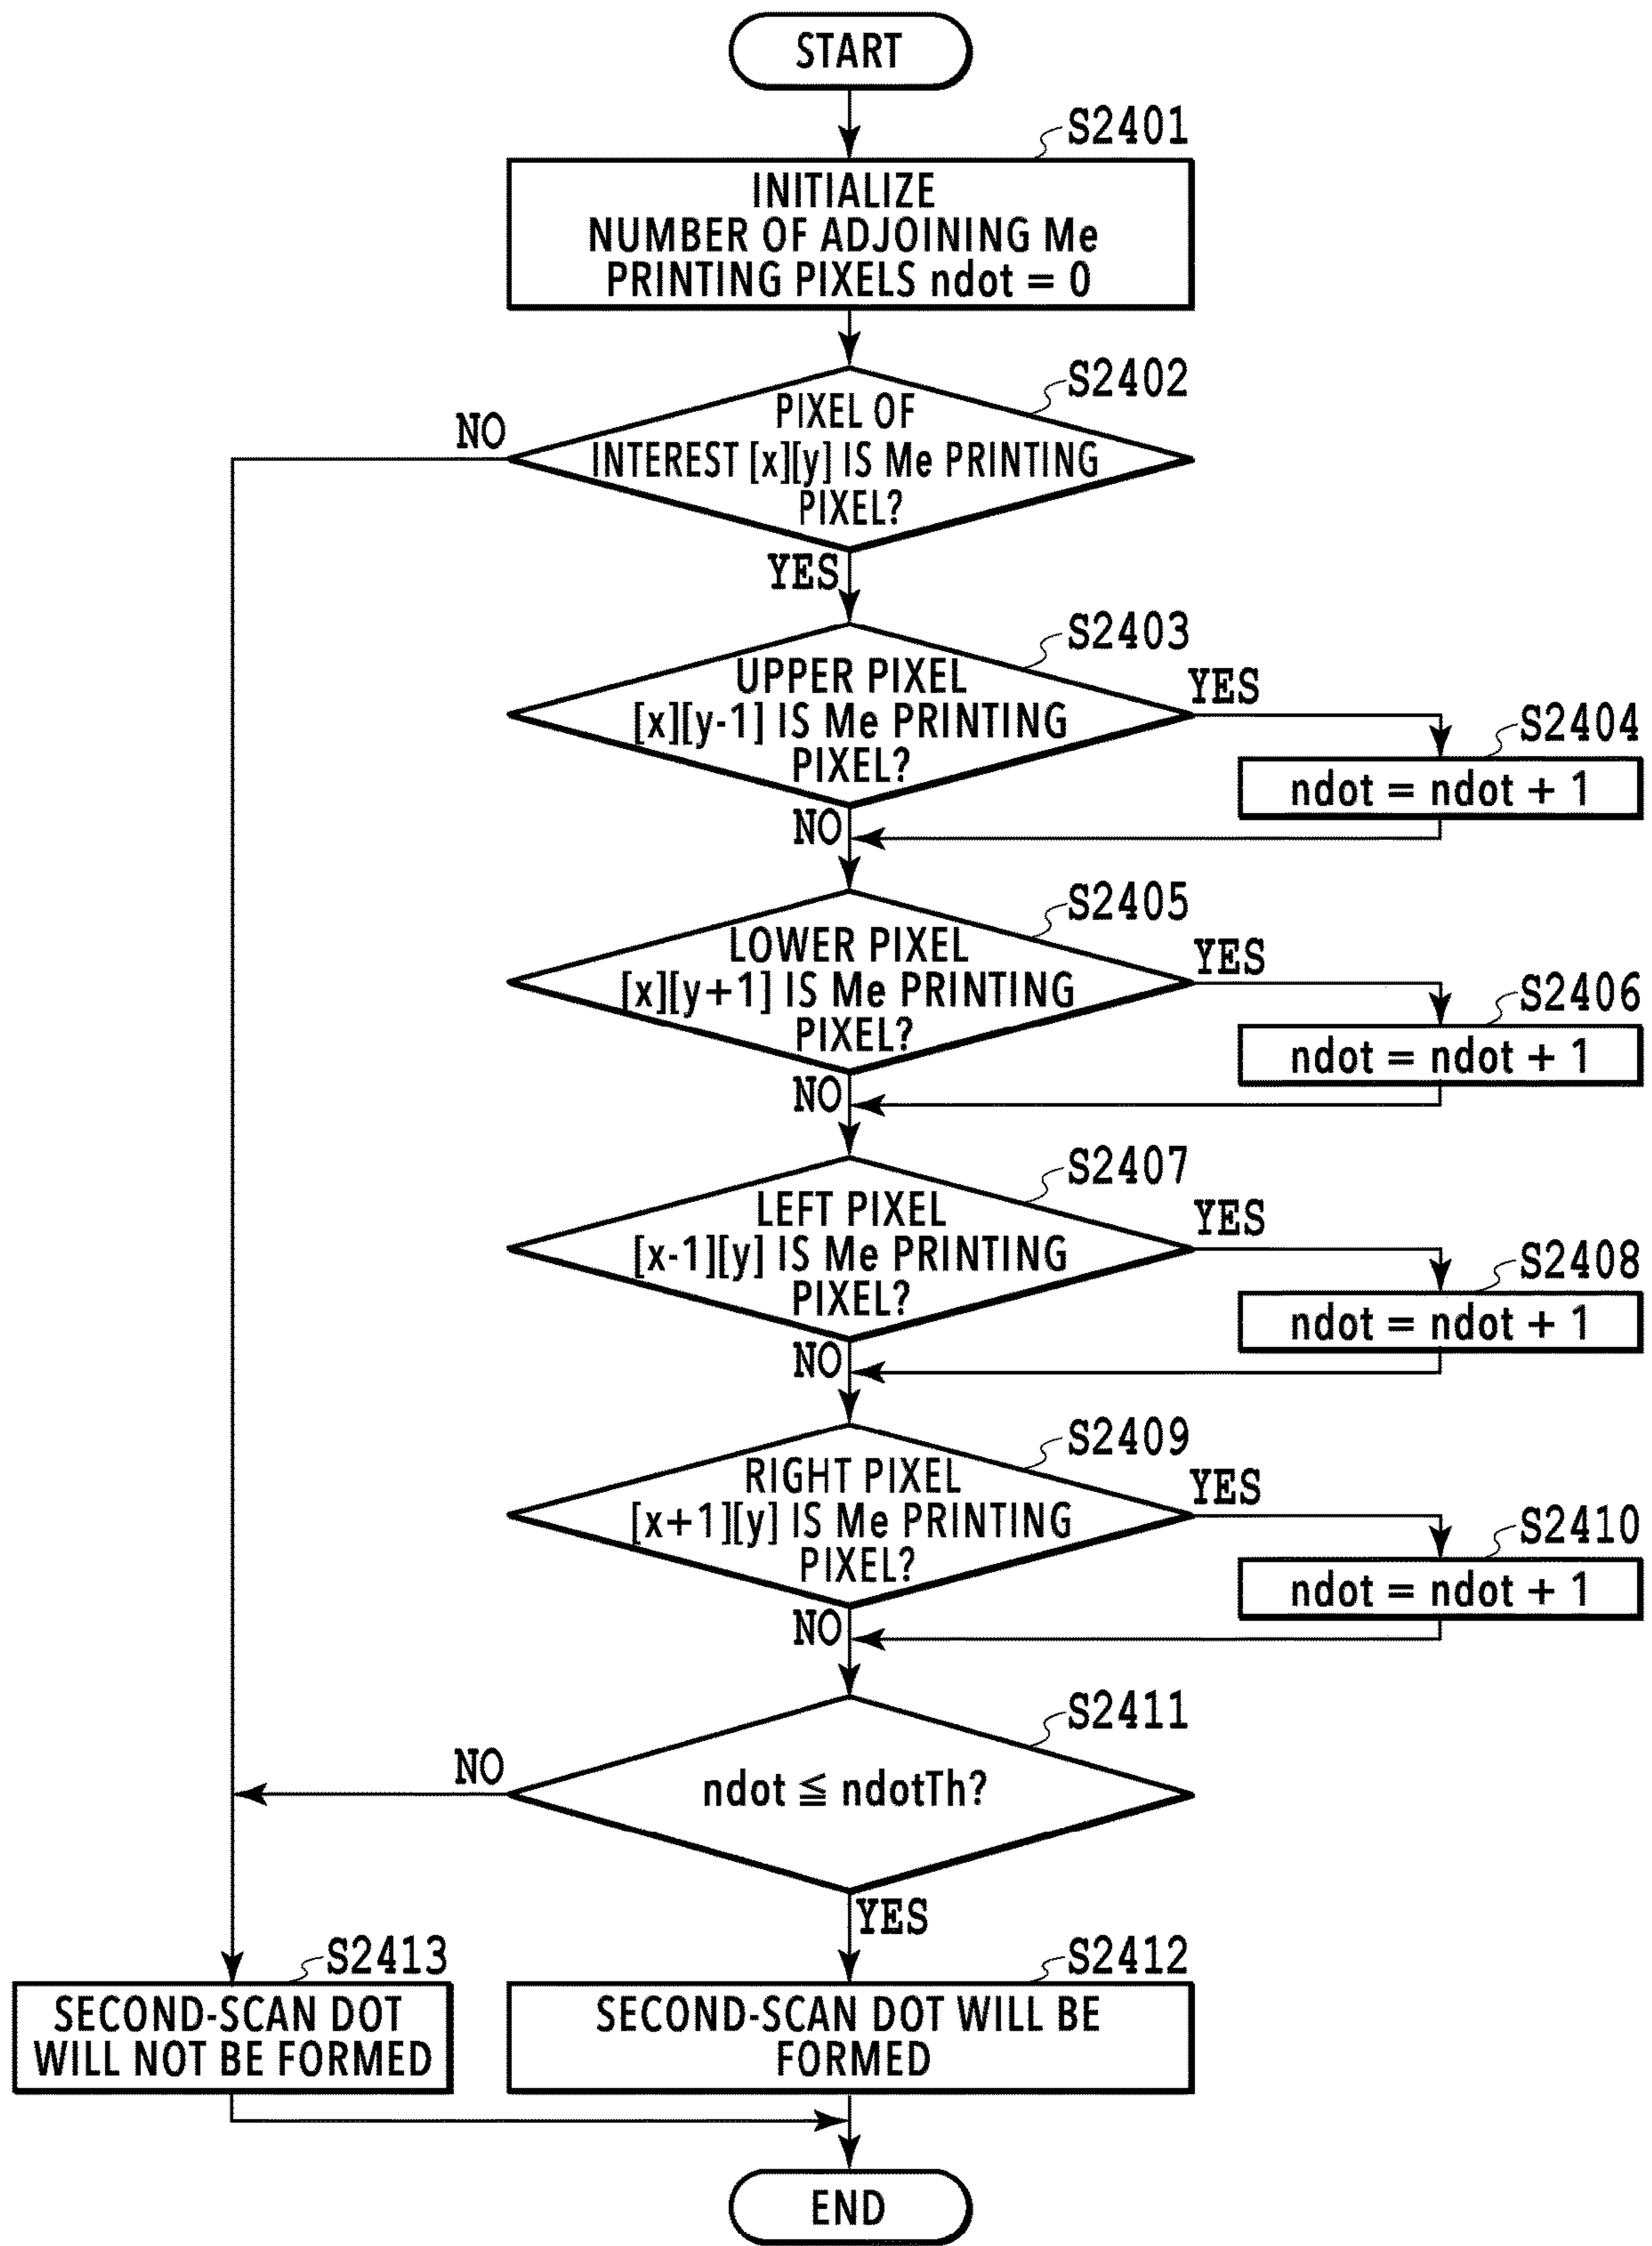 START
S2401
INITIALIZE
NUMBER OF ADJOINING Me
PRINTING PIXELS ndot = 0
S2402
NO
PIXEL OF
INTEREST [x][y] IS Me PRINTING
PIXEL?
YES
S2403
UPPER PIXEL
[x][y-1] IS Me PRINTING
PIXEL?
YES
S2404
ndot = ndot + 1
NO
S2405
LOWER PIXEL
[x][y+1] IS Me PRINTING
PIXEL?
YES
S2406
ndot = ndot + 1
NO
S2407
LEFT PIXEL
[x-1][y] IS Me PRINTING
PIXEL?
YES
S2408
ndot = ndot + 1
NO
S2409
RIGHT PIXEL
[x+1][y] IS Me PRINTING
PIXEL?
YES
S2410
ndot = ndot + 1
NO
S2411
NO
ndot ≦ ndotTh?
YES
S2413
SECOND-SCAN DOT
WILL NOT BE FORMED
S2412
SECOND-SCAN DOT WILL BE
FORMED
END